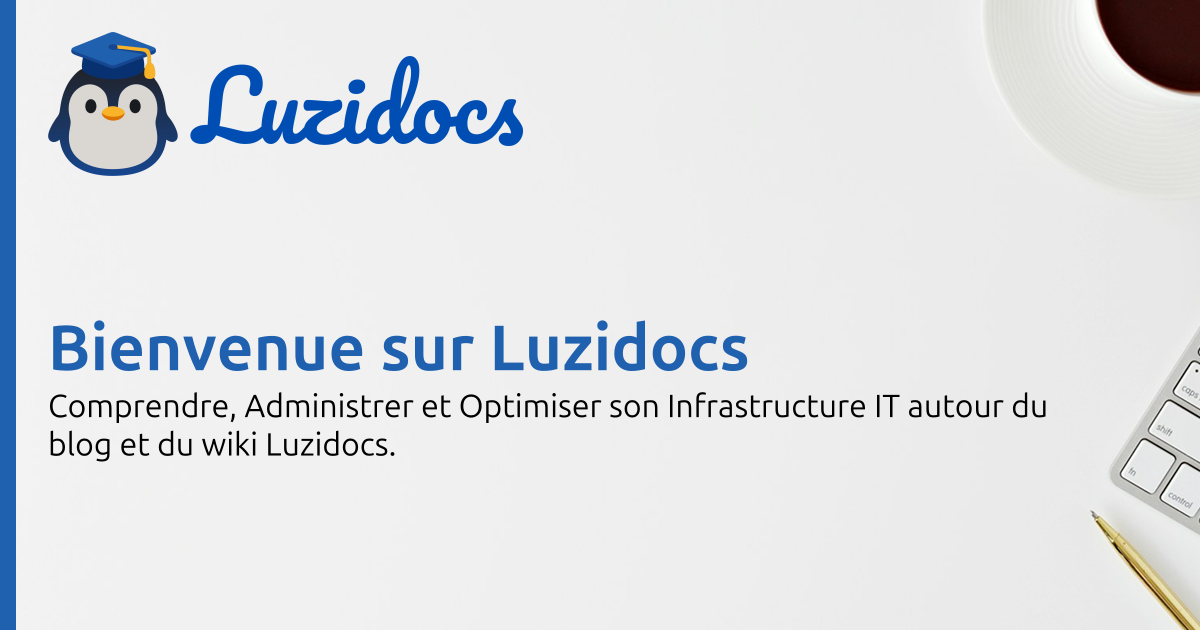 Luzidocs
Bienvenue sur Luzidocs
Comprendre, Administrer et Optimiser son Infrastructure IT autour du
blog et du wiki Luzidocs.
caps
shift
fn
control